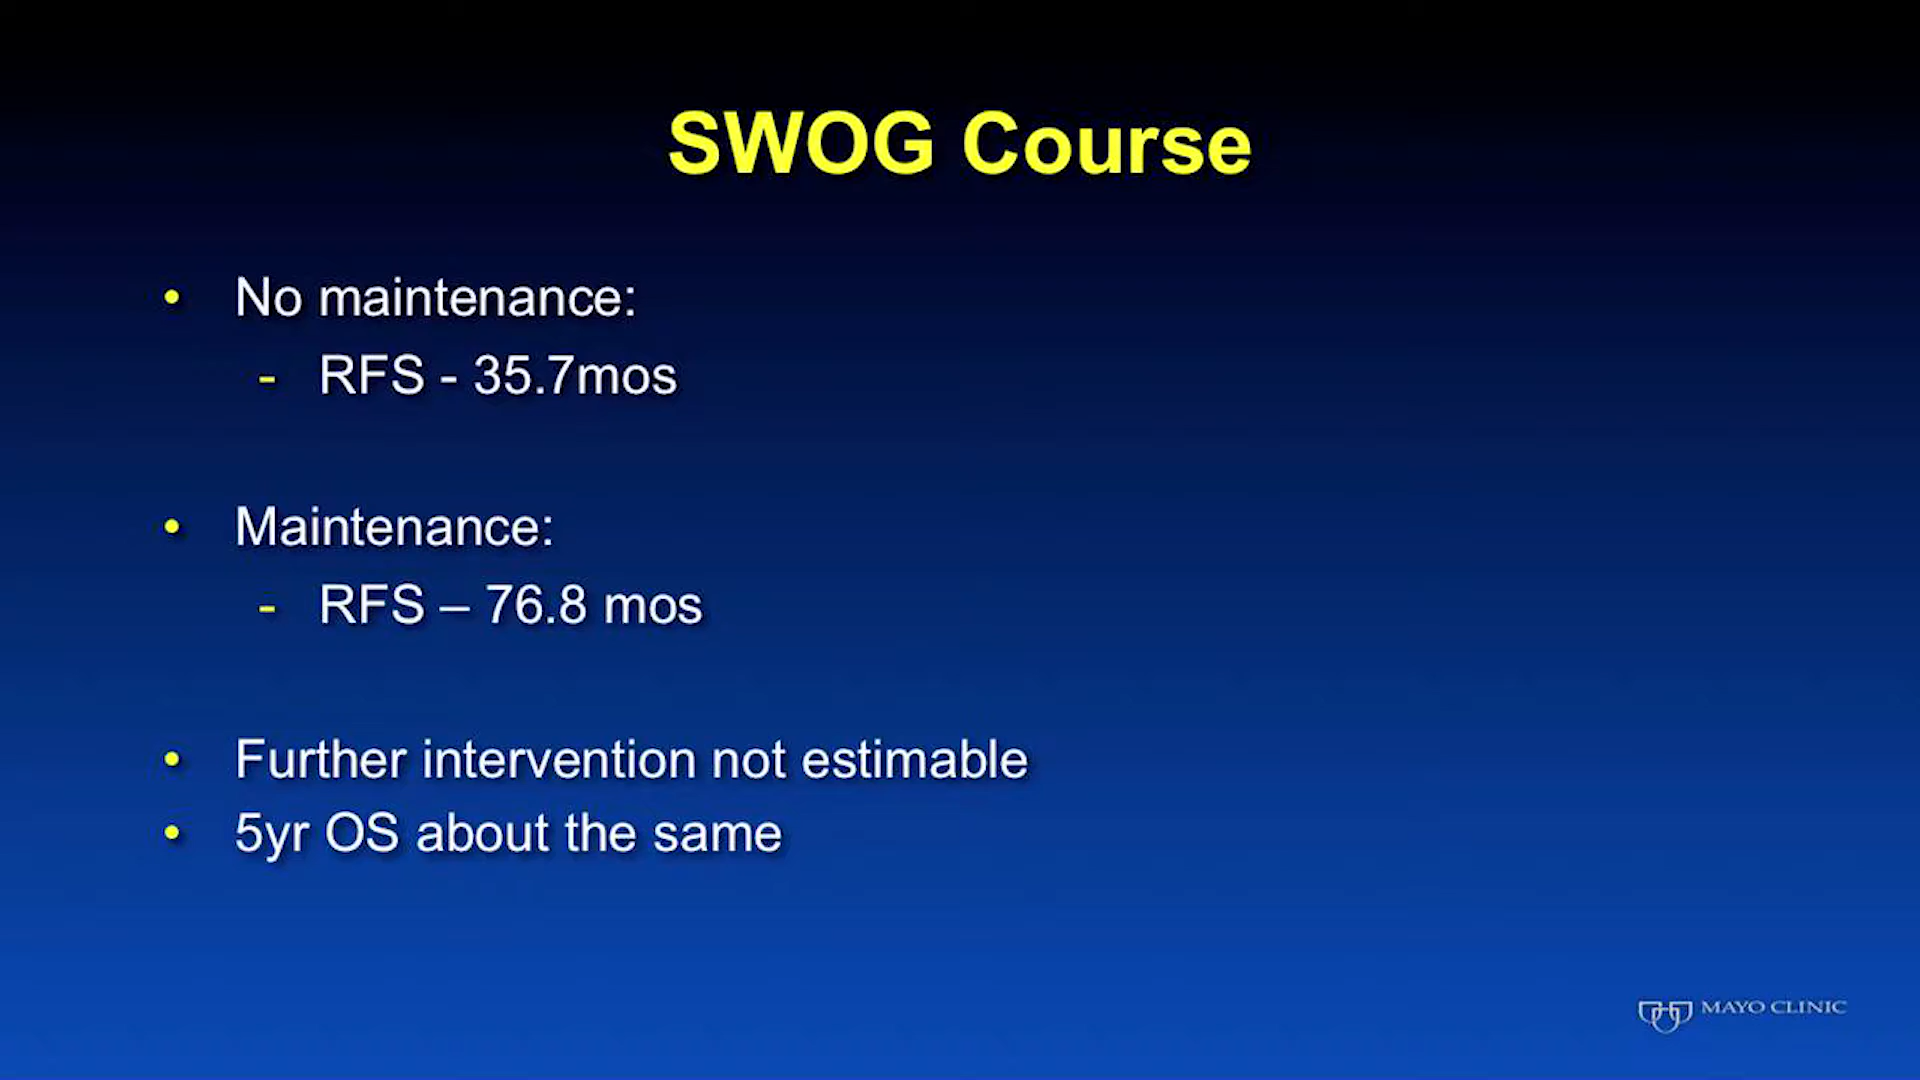 SWOG Course
• No maintenance:
- RFS - 35.7mos
• Maintenance:
- RFS – 76.8 mos
• Further intervention not estimable
• 5yr OS about the same
MAYO CLINIC